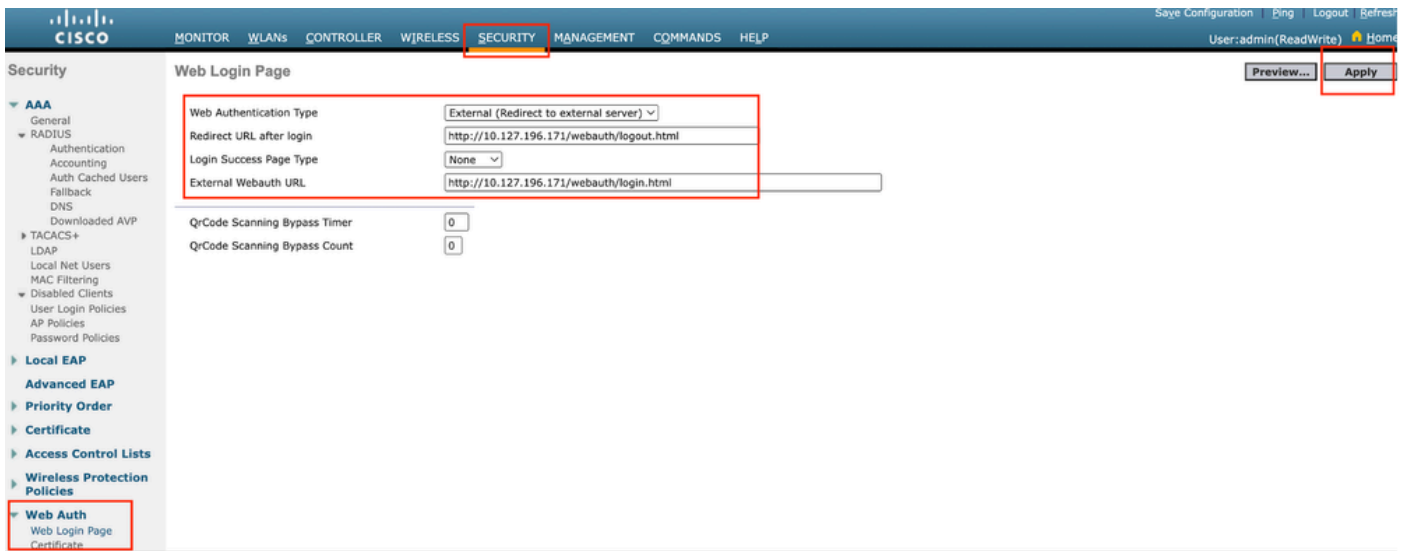 Save Configuration Ping Logout Refresh
CISCO MONITOR WLANs CONTROLLER WIRELESS SECURITY MANAGEMENT COMMANDS HELP User:admin(ReadWrite) Home
Security
Web Login Page
Preview... Apply
AAA
General
RADIUS
Authentication
Accounting
Auth Cached Users
Fallback
DNS
Downloaded AVP
TACACS+
LDAP
Local Net Users
MAC Filtering
Disabled Clients
User Login Policies
AP Policies
Password Policies
Local EAP
Advanced EAP
Priority Order
Certificate
Access Control Lists
Wireless Protection
Policies
Web Auth
Web Login Page
Certificate
Web Authentication Type External (Redirect to external server)
Redirect URL after login http://10.127.196.171/webauth/logout.html
Login Success Page Type None
External Webauth URL http://10.127.196.171/webauth/login.html
QrCode Scanning Bypass Timer 0
QrCode Scanning Bypass Count 0